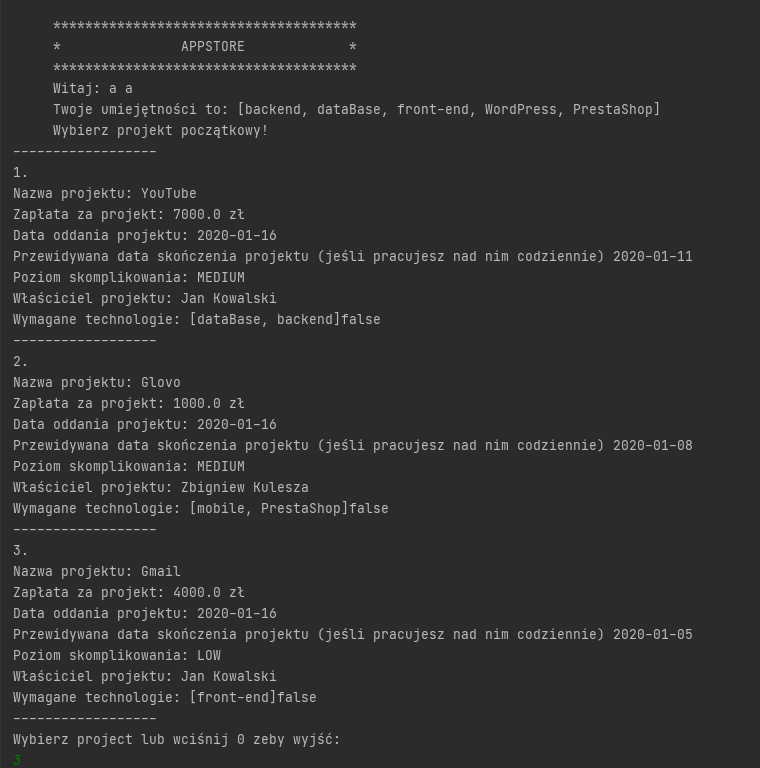 **************************************
*               APPSTORE             *
**************************************
Witaj: a a
Twoje umiejętności to: [backend, dataBase, front-end, WordPress, PrestaShop]
Wybierz projekt początkowy!
------------------
1.
Nazwa projektu: YouTube
Zapłata za projekt: 7000.0 zł
Data oddania projektu: 2020-01-16
Przewidywana data skończenia projektu (jeśli pracujesz nad nim codziennie) 2020-01-11
Poziom skomplikowania: MEDIUM
Właściciel projektu: Jan Kowalski
Wymagane technologie: [dataBase, backend]false
------------------
2.
Nazwa projektu: Glovo
Zapłata za projekt: 1000.0 zł
Data oddania projektu: 2020-01-16
Przewidywana data skończenia projektu (jeśli pracujesz nad nim codziennie) 2020-01-08
Poziom skomplikowania: MEDIUM
Właściciel projektu: Zbigniew Kulesza
Wymagane technologie: [mobile, PrestaShop]false
------------------
3.
Nazwa projektu: Gmail
Zapłata za projekt: 4000.0 zł
Data oddania projektu: 2020-01-16
Przewidywana data skończenia projektu (jeśli pracujesz nad nim codziennie) 2020-01-05
Poziom skomplikowania: LOW
Właściciel projektu: Jan Kowalski
Wymagane technologie: [front-end]false
------------------
Wybierz project lub wciśnij 0 zeby wyjść:
3